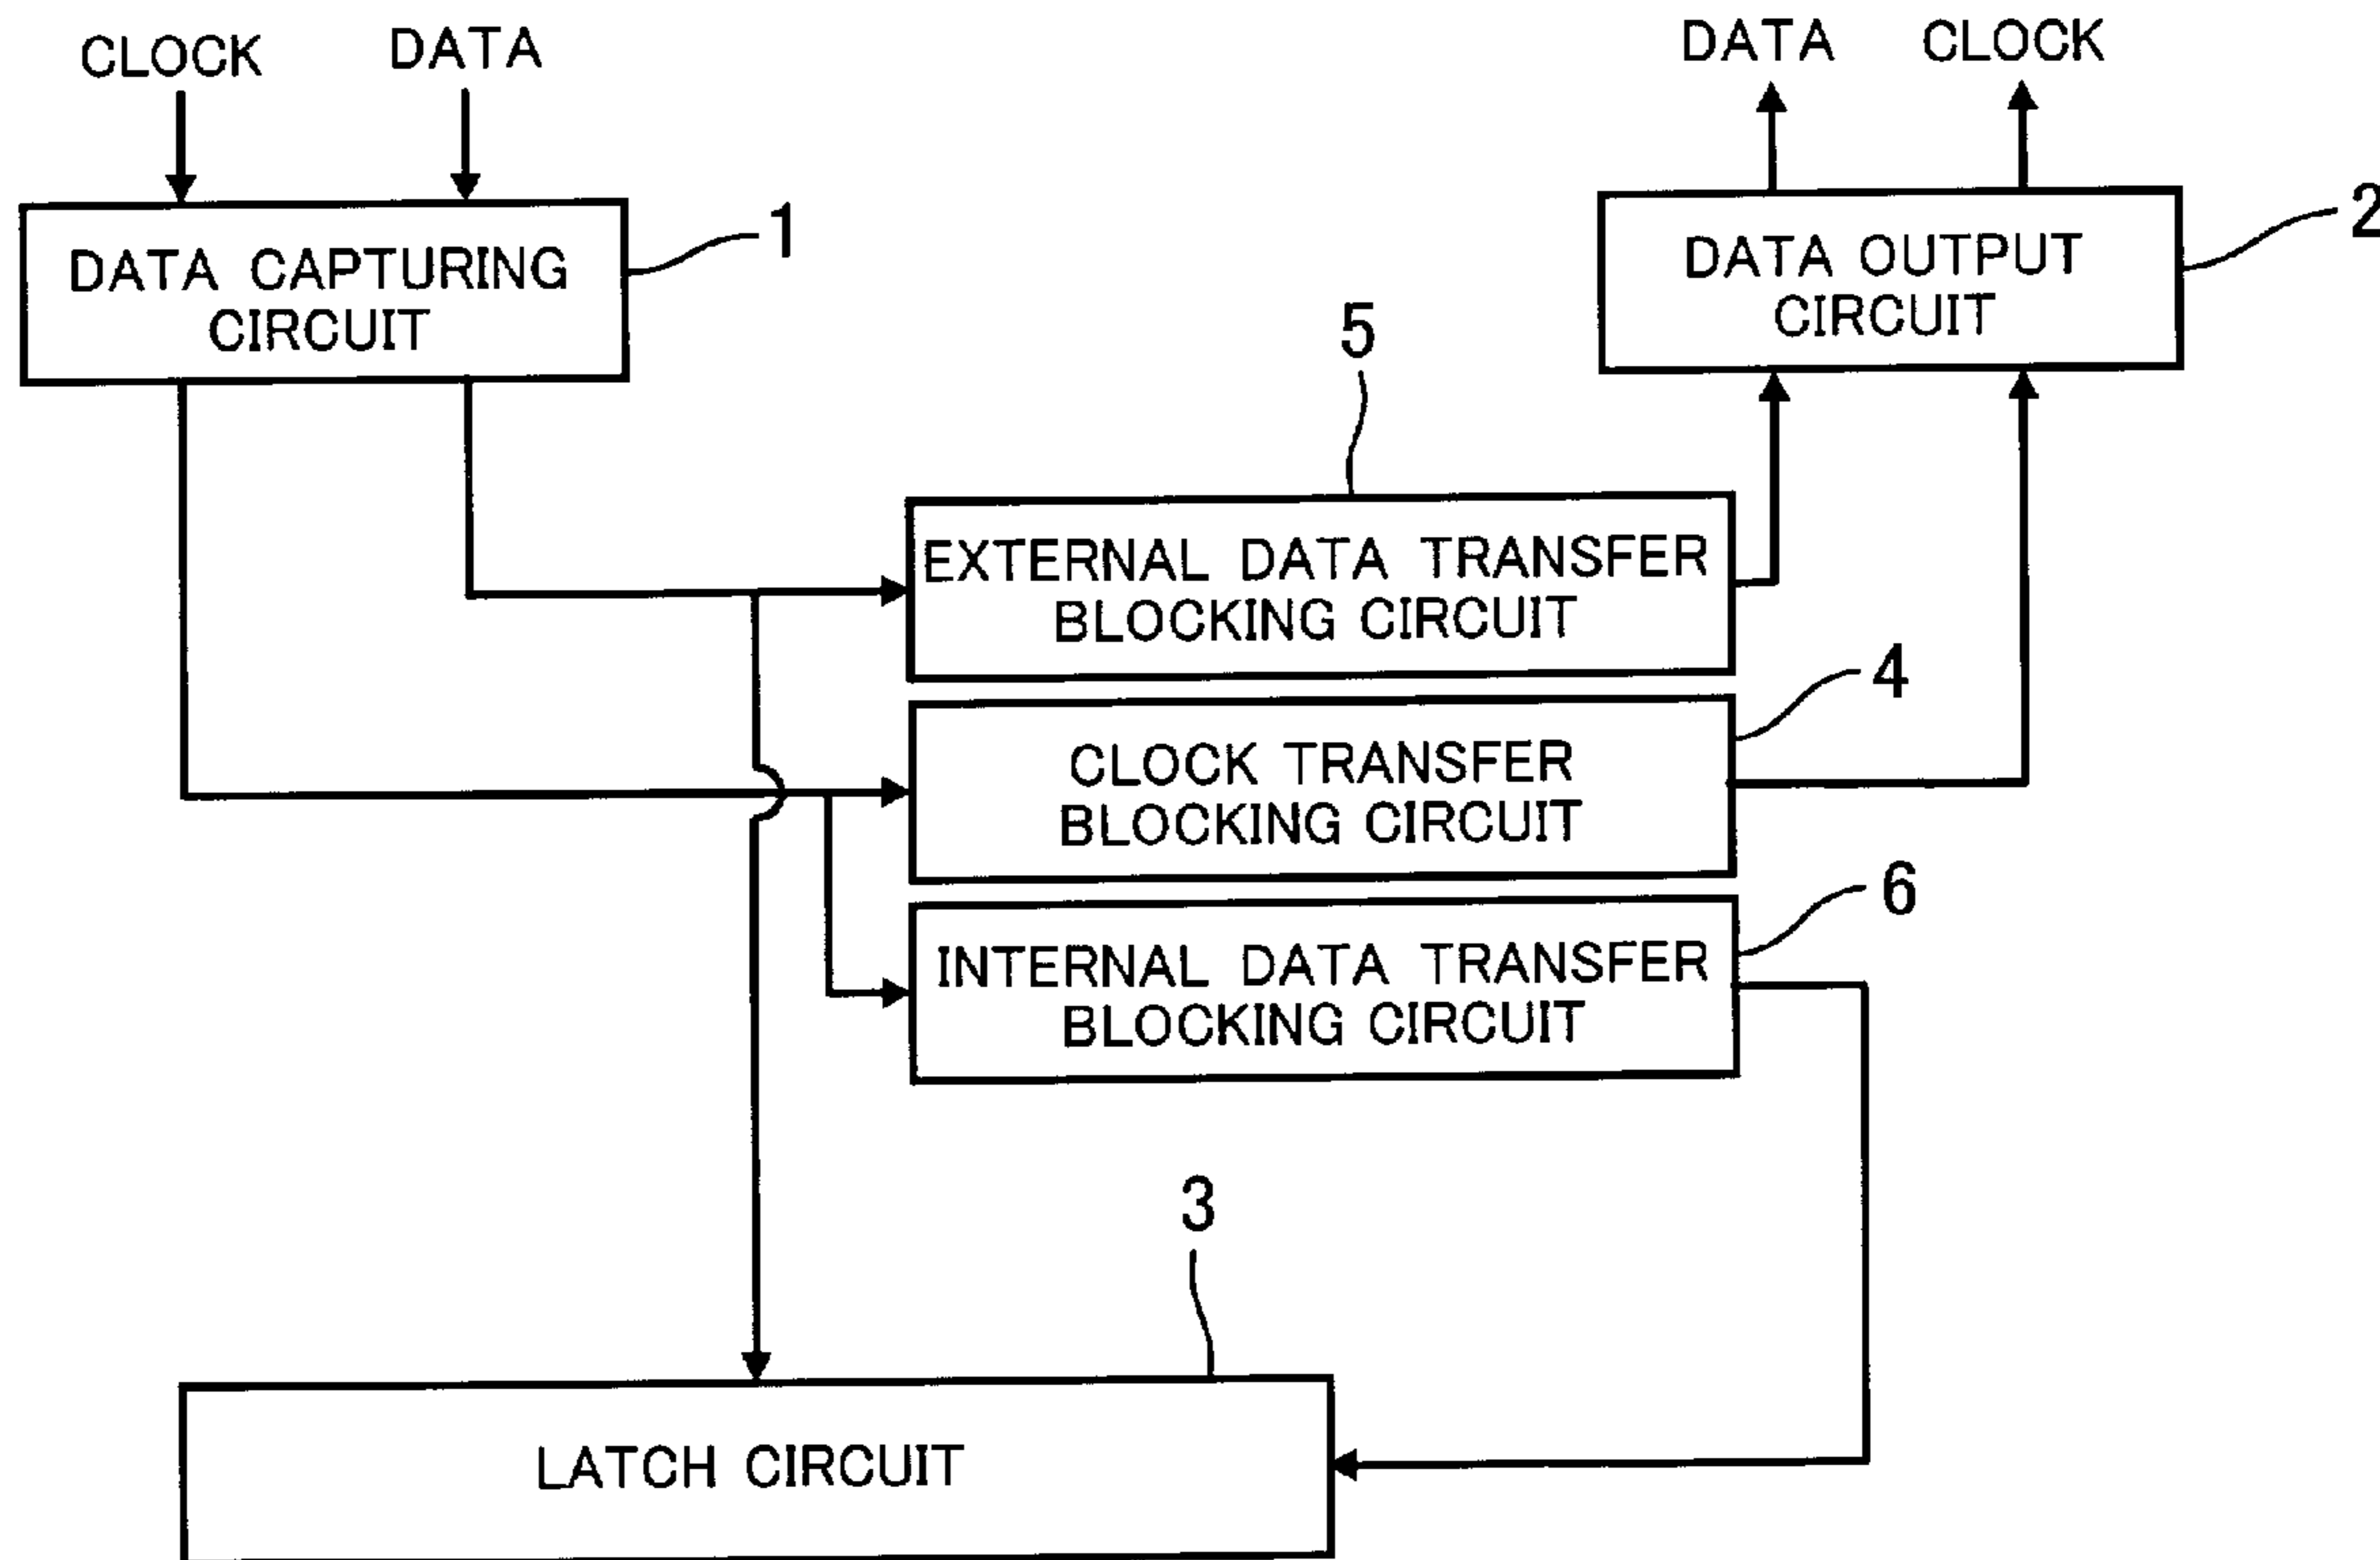 CLOCK
DATA
DATA
CLOCK
DATA CAPTURING
CIRCUIT
1
DATA OUTPUT
CIRCUIT
2
5
EXTERNAL DATA TRANSFER
BLOCKING CIRCUIT
4
CLOCK TRANSFER
BLOCKING CIRCUIT
6
INTERNAL DATA TRANSFER
BLOCKING CIRCUIT
3
LATCH CIRCUIT